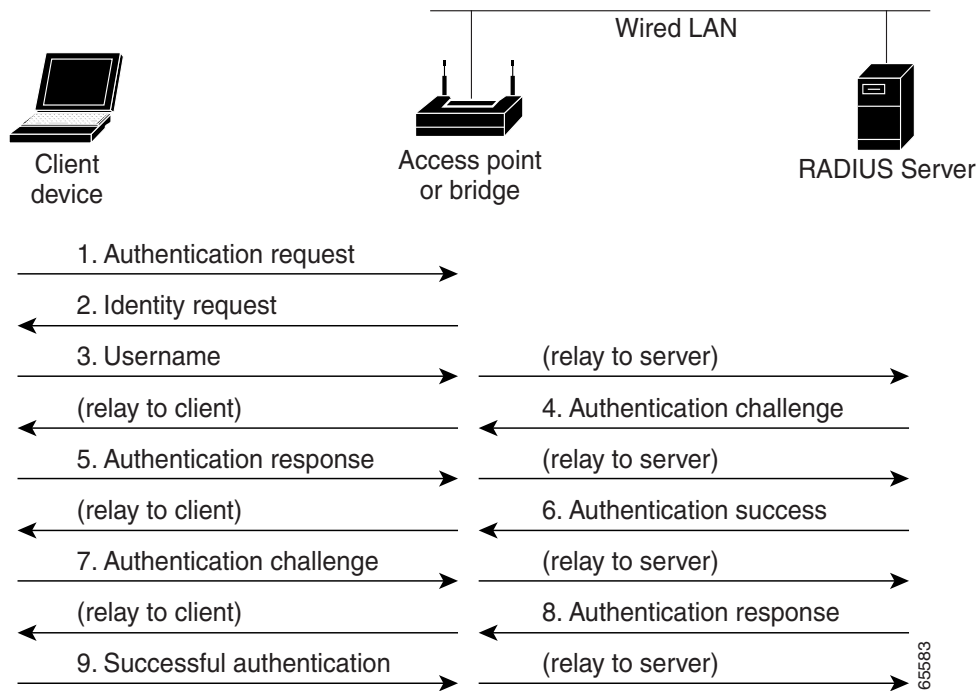 Wired LAN
Client
device
Access point
or bridge
RADIUS Server
1. Authentication request
2. Identity request
3. Username
(relay to server)
(relay to client)
4. Authentication challenge
5. Authentication response
(relay to server)
(relay to client)
6. Authentication success
7. Authentication challenge
(relay to server)
(relay to client)
8. Authentication response
9. Successful authentication
(relay to server)
65583